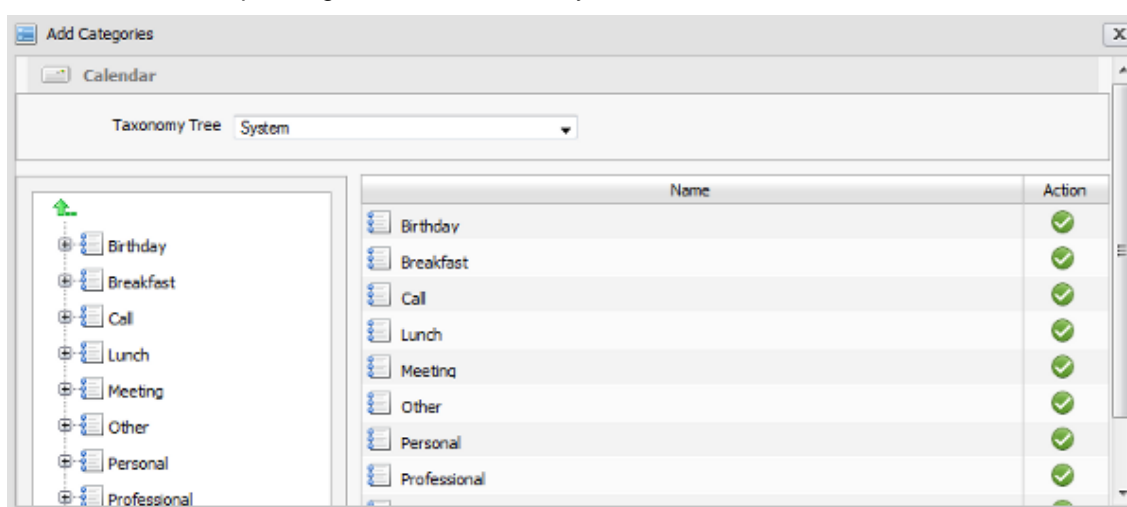 Add Categories
X
Calendar
Taxonomy Tree System
Birthday
Breakfast
Call
Lunch
Meeting
Other
Personal
Professional
Name Action
Birthday
Breakfast
Call
Lunch
Meeting
Other
Personal
Professional